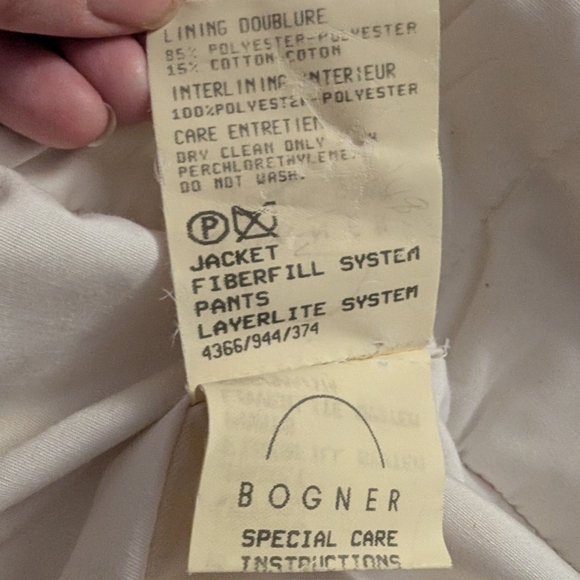 LINING DOUBLURE
85% POLYESTER-POLYESTER
15% COTTON COTON
INTERLINING INTERIEUR
100%POLYESTER-POLYESTER
CARE ENTRETIEN
DRY CLEAN ONLY
PERCHLORETHYLENE.
DO NOT WASH.
P
JACKET
FIBERFILL SYSTEM
PANTS
LAYERLITE SYSTEM
4366/944/374
BOGNER
SPECIAL CARE
INSTRUCTIONS